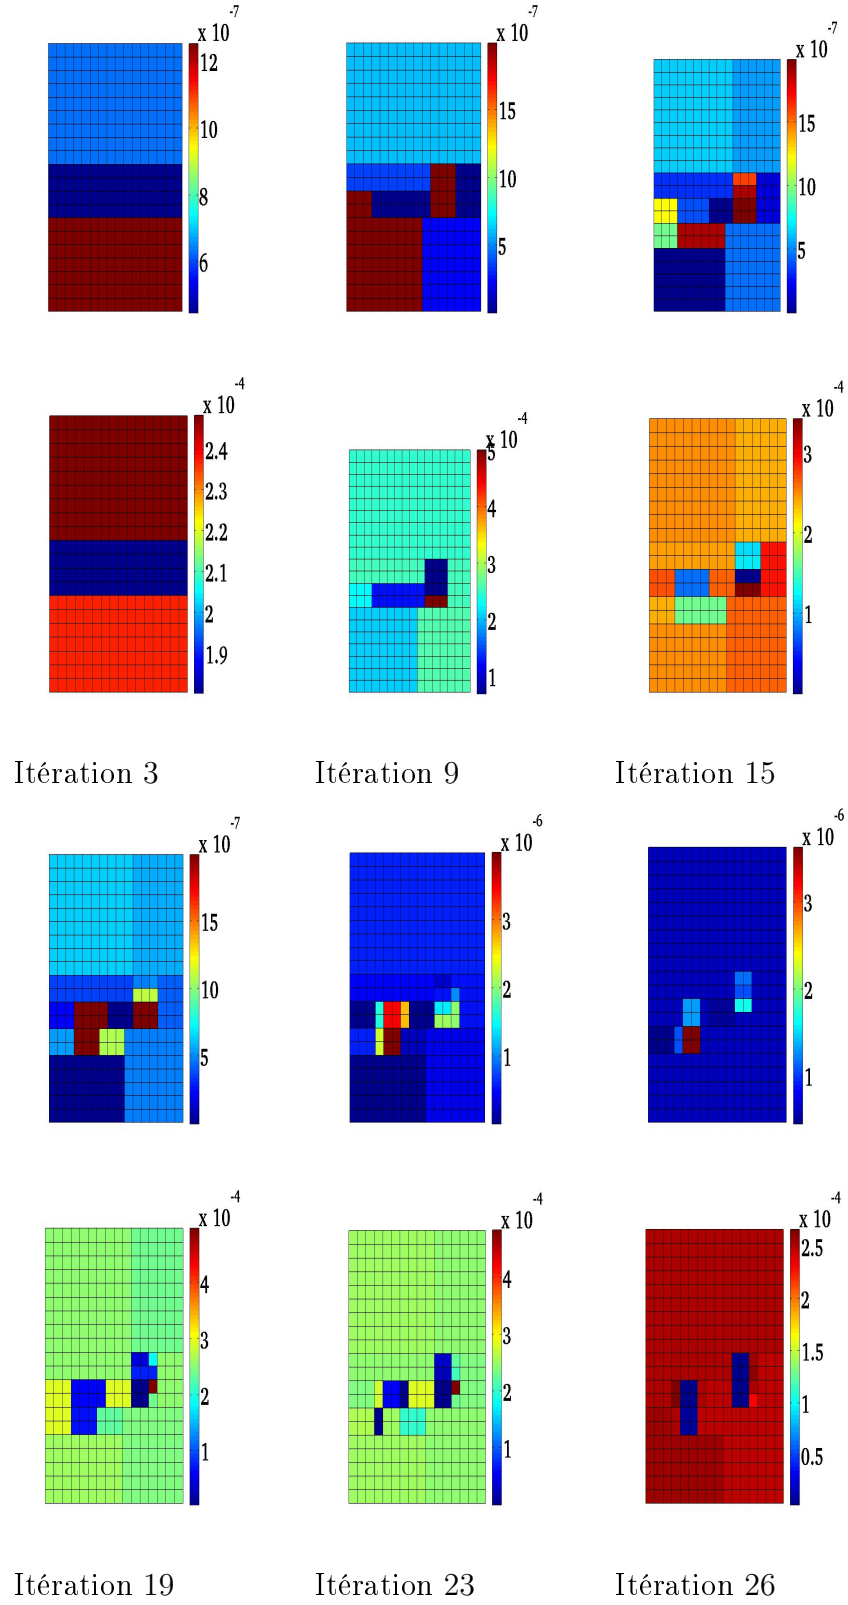 x 10 -7
12
10
8
6
x 10 -7
15
10
5
x 10 -7
15
10
5
x 10 -4
2.4
2.3
2.2
2.1
2
1.9
x 10 -4
5
4
3
2
1
x 10 -4
3
2
1
Itération 3
Itération 9
Itération 15
x 10 -7
15
10
5
x 10 -6
3
2
1
x 10 -6
3
2
1
x 10 -4
4
3
2
1
x 10 -4
4
3
2
1
x 10 -4
2.5
2
1.5
1
0.5
Itération 19
Itération 23
Itération 26